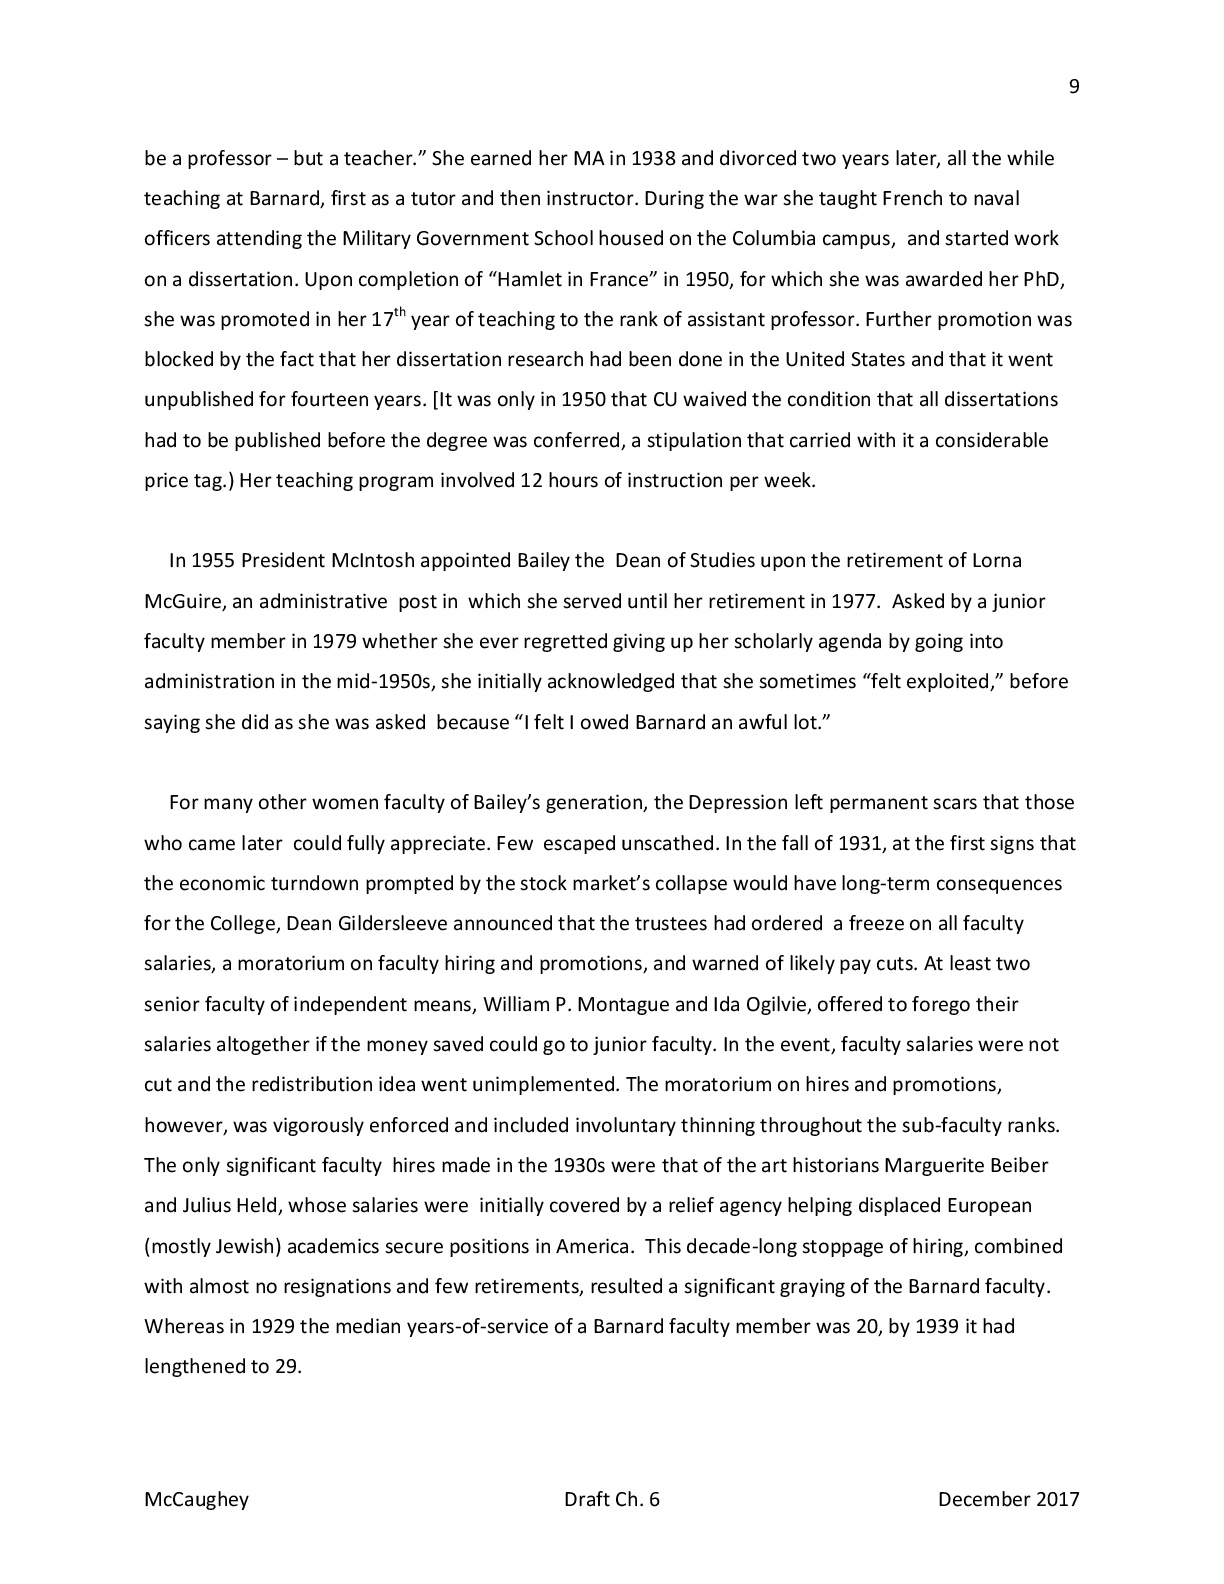 9
be a professor – but a teacher.” She earned her MA in 1938 and divorced two years later, all the while
teaching at Barnard, first as a tutor and then instructor. During the war she taught French to naval
officers attending the Military Government School housed on the Columbia campus,  and started work
on a dissertation. Upon completion of “Hamlet in France” in 1950, for which she was awarded her PhD,
she was promoted in her 17th year of teaching to the rank of assistant professor. Further promotion was
blocked by the fact that her dissertation research had been done in the United States and that it went
unpublished for fourteen years. [It was only in 1950 that CU waived the condition that all dissertations
had to be published before the degree was conferred, a stipulation that carried with it a considerable
price tag.) Her teaching program involved 12 hours of instruction per week.
In 1955 President McIntosh appointed Bailey the  Dean of Studies upon the retirement of Lorna
McGuire, an administrative  post in  which she served until her retirement in 1977.  Asked by a junior
faculty member in 1979 whether she ever regretted giving up her scholarly agenda by going into
administration in the mid-1950s, she initially acknowledged that she sometimes “felt exploited,” before
saying she did as she was asked  because “I felt I owed Barnard an awful lot.”
For many other women faculty of Bailey’s generation, the Depression left permanent scars that those
who came later  could fully appreciate. Few  escaped unscathed. In the fall of 1931, at the first signs that
the economic turndown prompted by the stock market’s collapse would have long-term consequences
for the College, Dean Gildersleeve announced that the trustees had ordered  a freeze on all faculty
salaries, a moratorium on faculty hiring and promotions, and warned of likely pay cuts. At least two
senior faculty of independent means, William P. Montague and Ida Ogilvie, offered to forego their
salaries altogether if the money saved could go to junior faculty. In the event, faculty salaries were not
cut and the redistribution idea went unimplemented. The moratorium on hires and promotions,
however, was vigorously enforced and included involuntary thinning throughout the sub-faculty ranks.
The only significant faculty  hires made in the 1930s were that of the art historians Marguerite Beiber
and Julius Held, whose salaries were  initially covered by a relief agency helping displaced European
(mostly Jewish) academics secure positions in America.  This decade-long stoppage of hiring, combined
with almost no resignations and few retirements, resulted a significant graying of the Barnard faculty.
Whereas in 1929 the median years-of-service of a Barnard faculty member was 20, by 1939 it had
lengthened to 29.
McCaughey Draft Ch. 6 December 2017